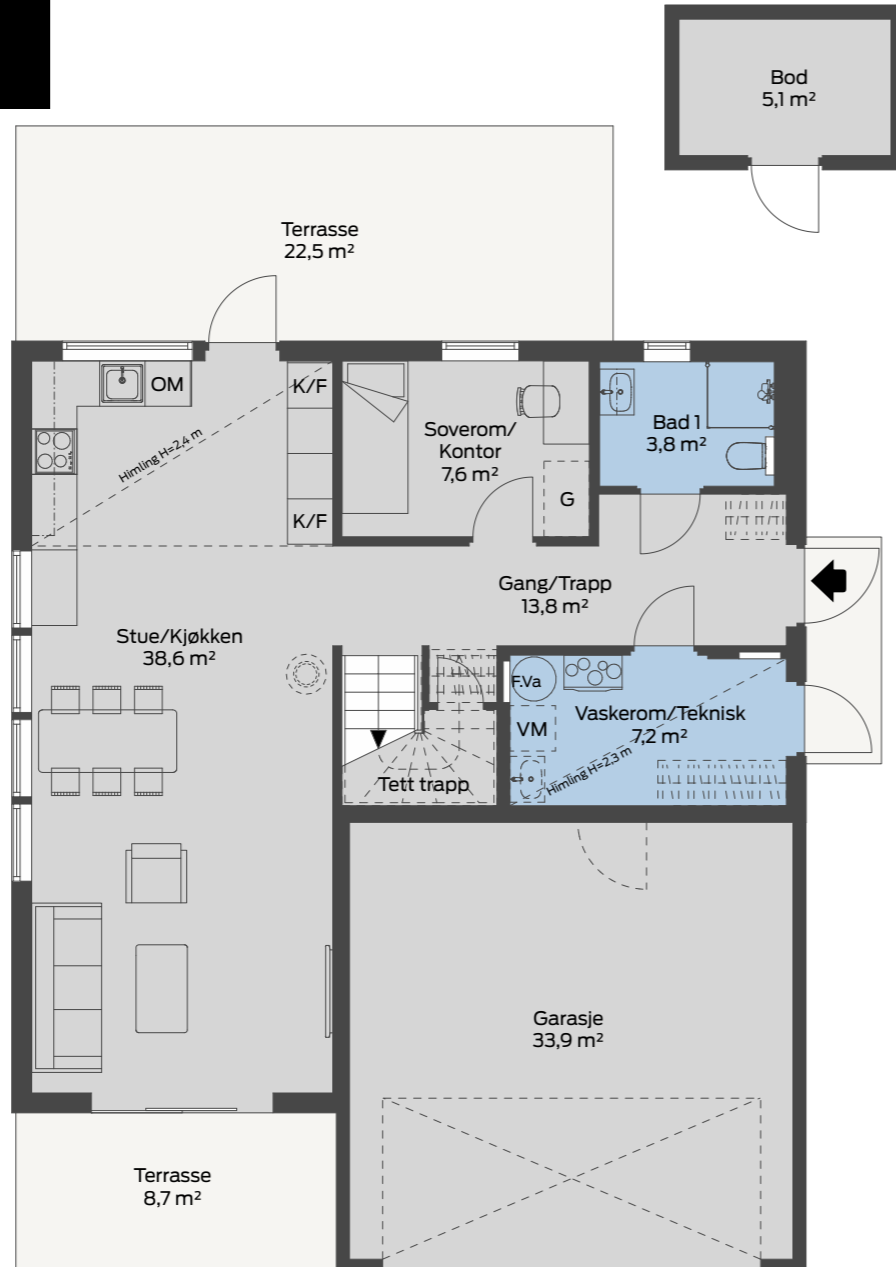 Bod
5,1 m²
Terrasse
22,5 m²
OM
K/F
Himling H=2,4 m
K/F
Soverom/
Kontor
7,6 m²
G
Bad 1
3,8 m²
Gang/Trapp
13,8 m²
Stue/Kjøkken
38,6 m²
F.Va
VM
Vaskerom/Teknisk
7,2 m²
Himling H=2,3 m
Tett trapp
Garasje
33,9 m²
Terrasse
8,7 m²